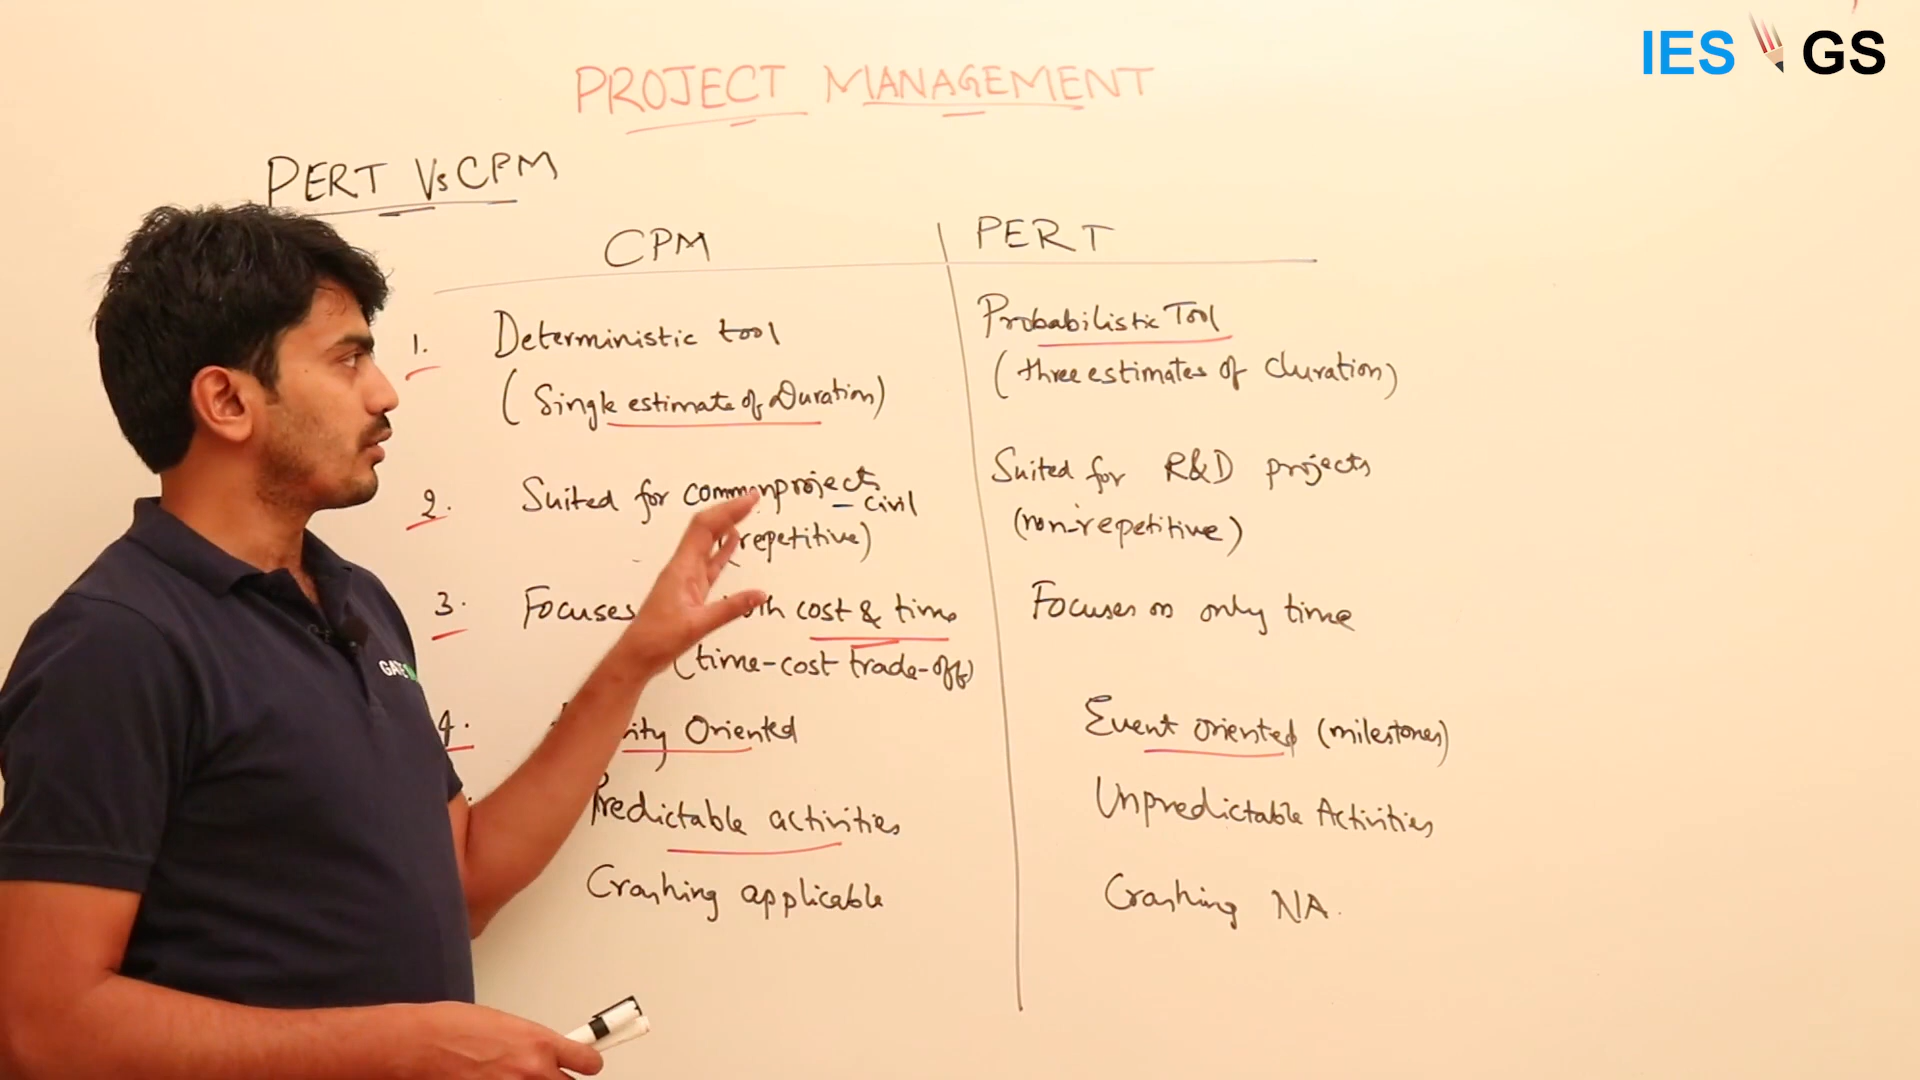 IES GS
PROJECT MANAGEMENT
PERT Vs CPM
CPM PERT
1. Deterministic tool
(Single estimate of Duration)
Probabilistic Tool
(three estimates of duration)
2. Suited for common projects
– civil
(repetitive)
Suited for R&D projects
(non-repetitive)
3. Focuses cost & time
(time-cost trade-off)
Focuses on only time
4. Oriented
Event oriented (milestones)
Predictable activities
Unpredictable Activities
Crashing applicable
Crashing NA.
GATE